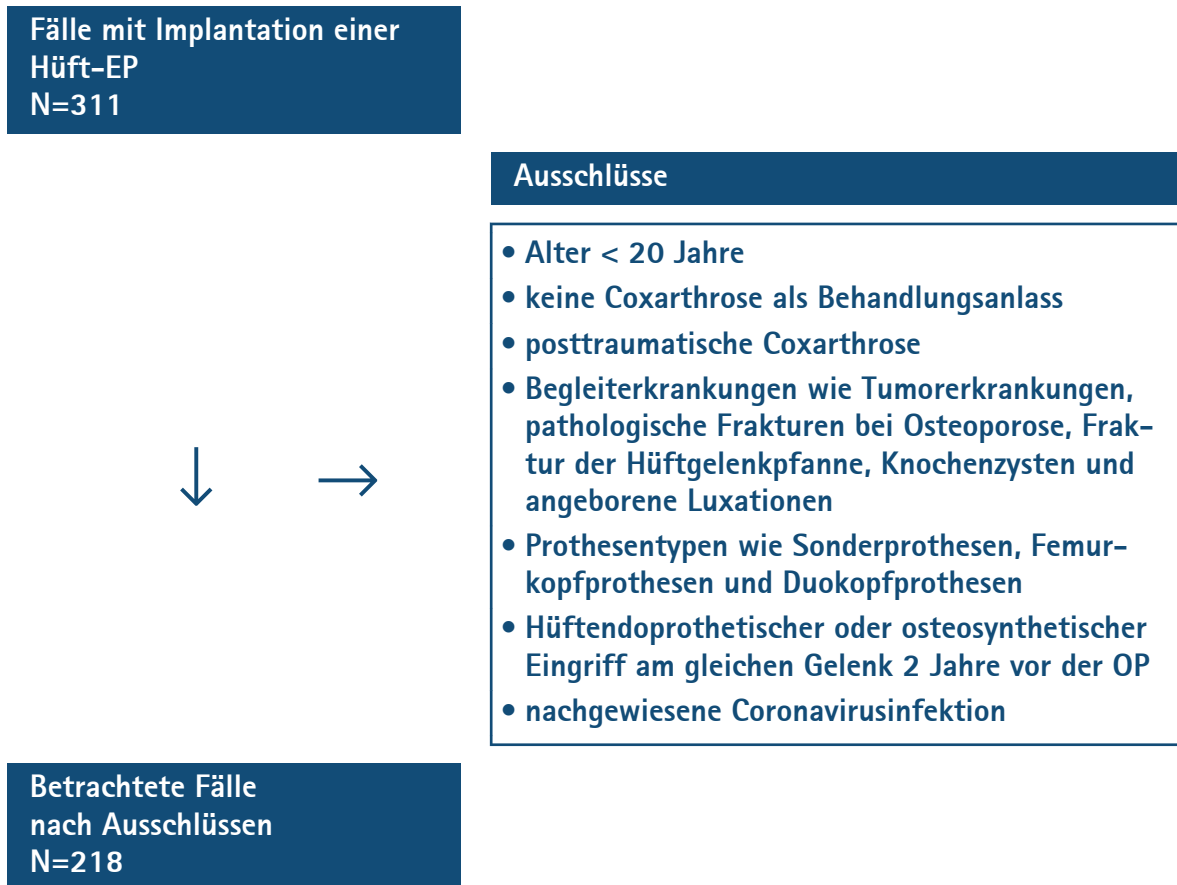 Fälle mit Implantation einer
Hüft-EP
N=311
Ausschlüsse
• Alter < 20 Jahre
• keine Coxarthrose als Behandlungsanlass
• posttraumatische Coxarthrose
• Begleiterkrankungen wie Tumorerkrankungen,
pathologische Frakturen bei Osteoporose, Frak-
tur der Hüftgelenkpfanne, Knochenzysten und
angeborene Luxationen
• Prothesentypen wie Sonderprothesen, Femur-
kopfprothesen und Duokopfprothesen
• Hüftendoprothetischer oder osteosynthetischer
Eingriff am gleichen Gelenk 2 Jahre vor der OP
• nachgewiesene Coronavirusinfektion
Betrachtete Fälle
nach Ausschlüssen
N=218